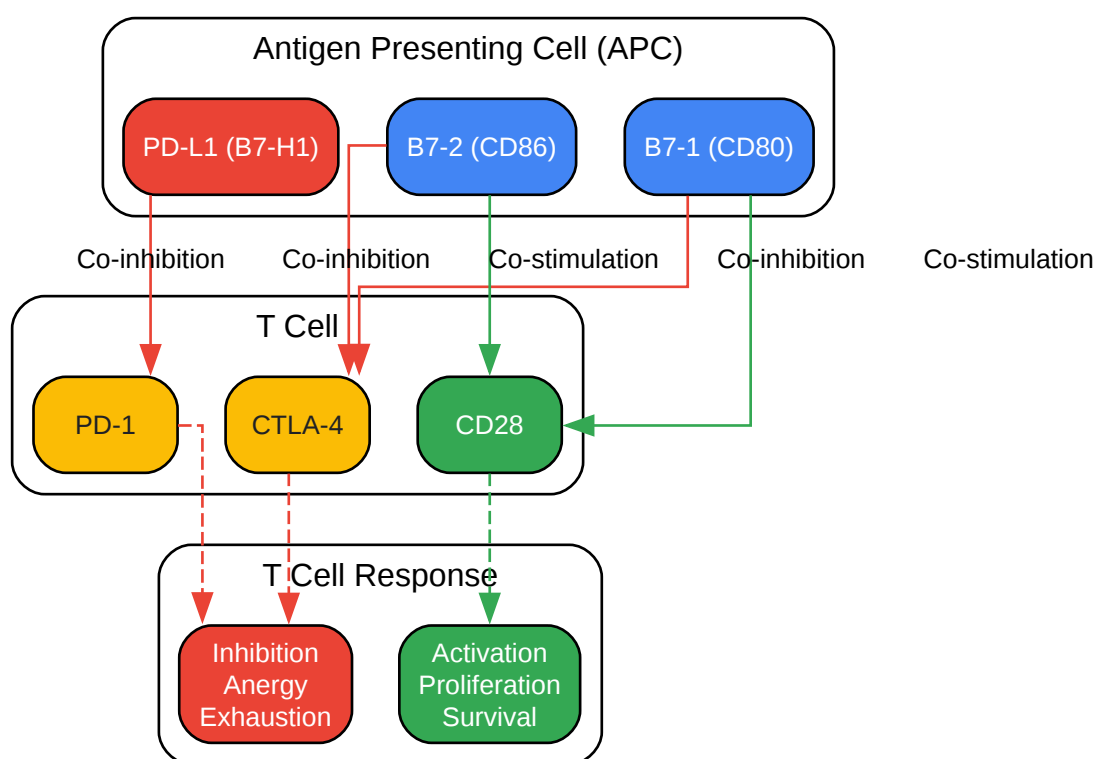 Antigen Presenting Cell (APC)
PD-L1 (B7-H1)
B7-2 (CD86)
B7-1 (CD80)
Co-inhibition
Co-inhibition
Co-stimulation
Co-inhibition
Co-stimulation
T Cell
PD-1
CTLA-4
CD28
T Cell Response
Inhibition
Anergy
Exhaustion
Activation
Proliferation
Survival